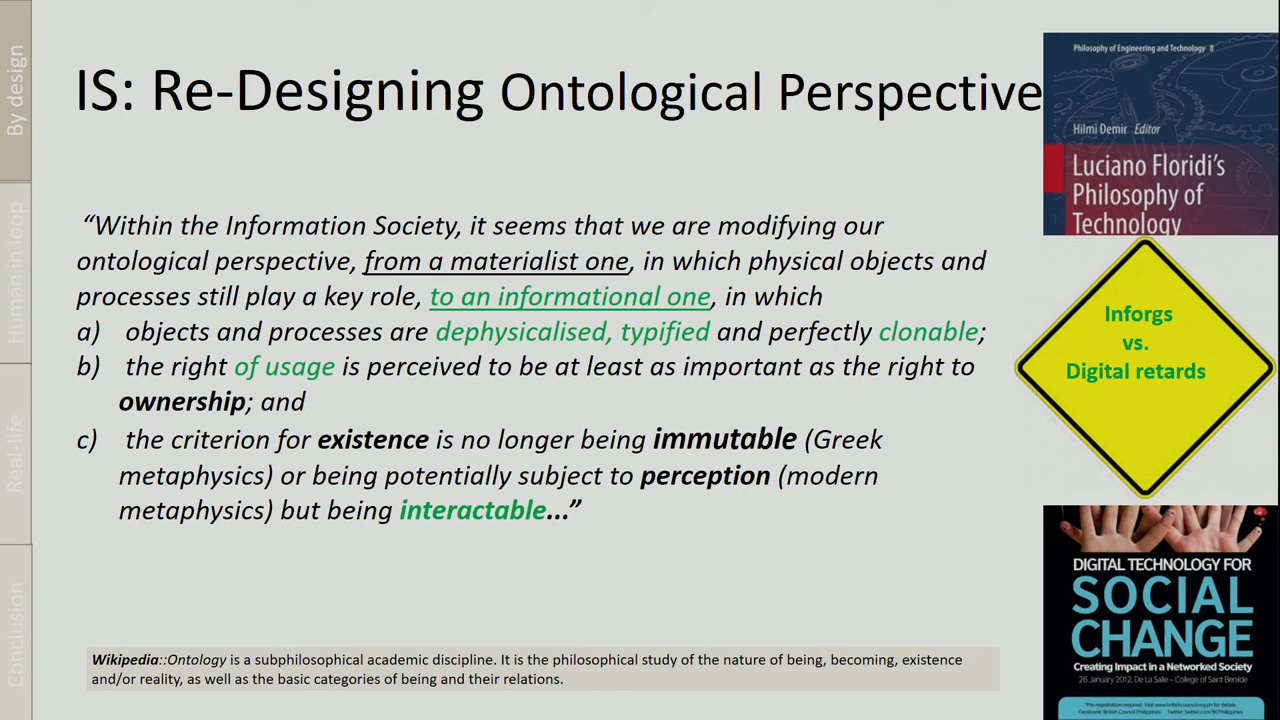 By design
Human in loop
Real-life
Conclusion
IS: Re-Designing Ontological Perspective
“Within the Information Society, it seems that we are modifying our
ontological perspective, from a materialist one, in which physical objects and
processes still play a key role, to an informational one, in which
a) objects and processes are dephysicalised, typified and perfectly clonable;
b) the right of usage is perceived to be at least as important as the right to
ownership; and
c) the criterion for existence is no longer being immutable (Greek
metaphysics) or being potentially subject to perception (modern
metaphysics) but being interactable...”
Wikipedia::Ontology is a subphilosophical academic discipline. It is the philosophical study of the nature of being, becoming, existence
and/or reality, as well as the basic categories of being and their relations.
Philosophy of Engineering and Technology 8
Hilmi Demir Editor
Luciano Floridi's
Philosophy of
Technology
Inforgs
vs.
Digital retards
DIGITAL TECHNOLOGY FOR
SOCIAL
CHANGE
Creating Impact in a Networked Society
26 January 2012, De La Salle – College of Saint Benilde